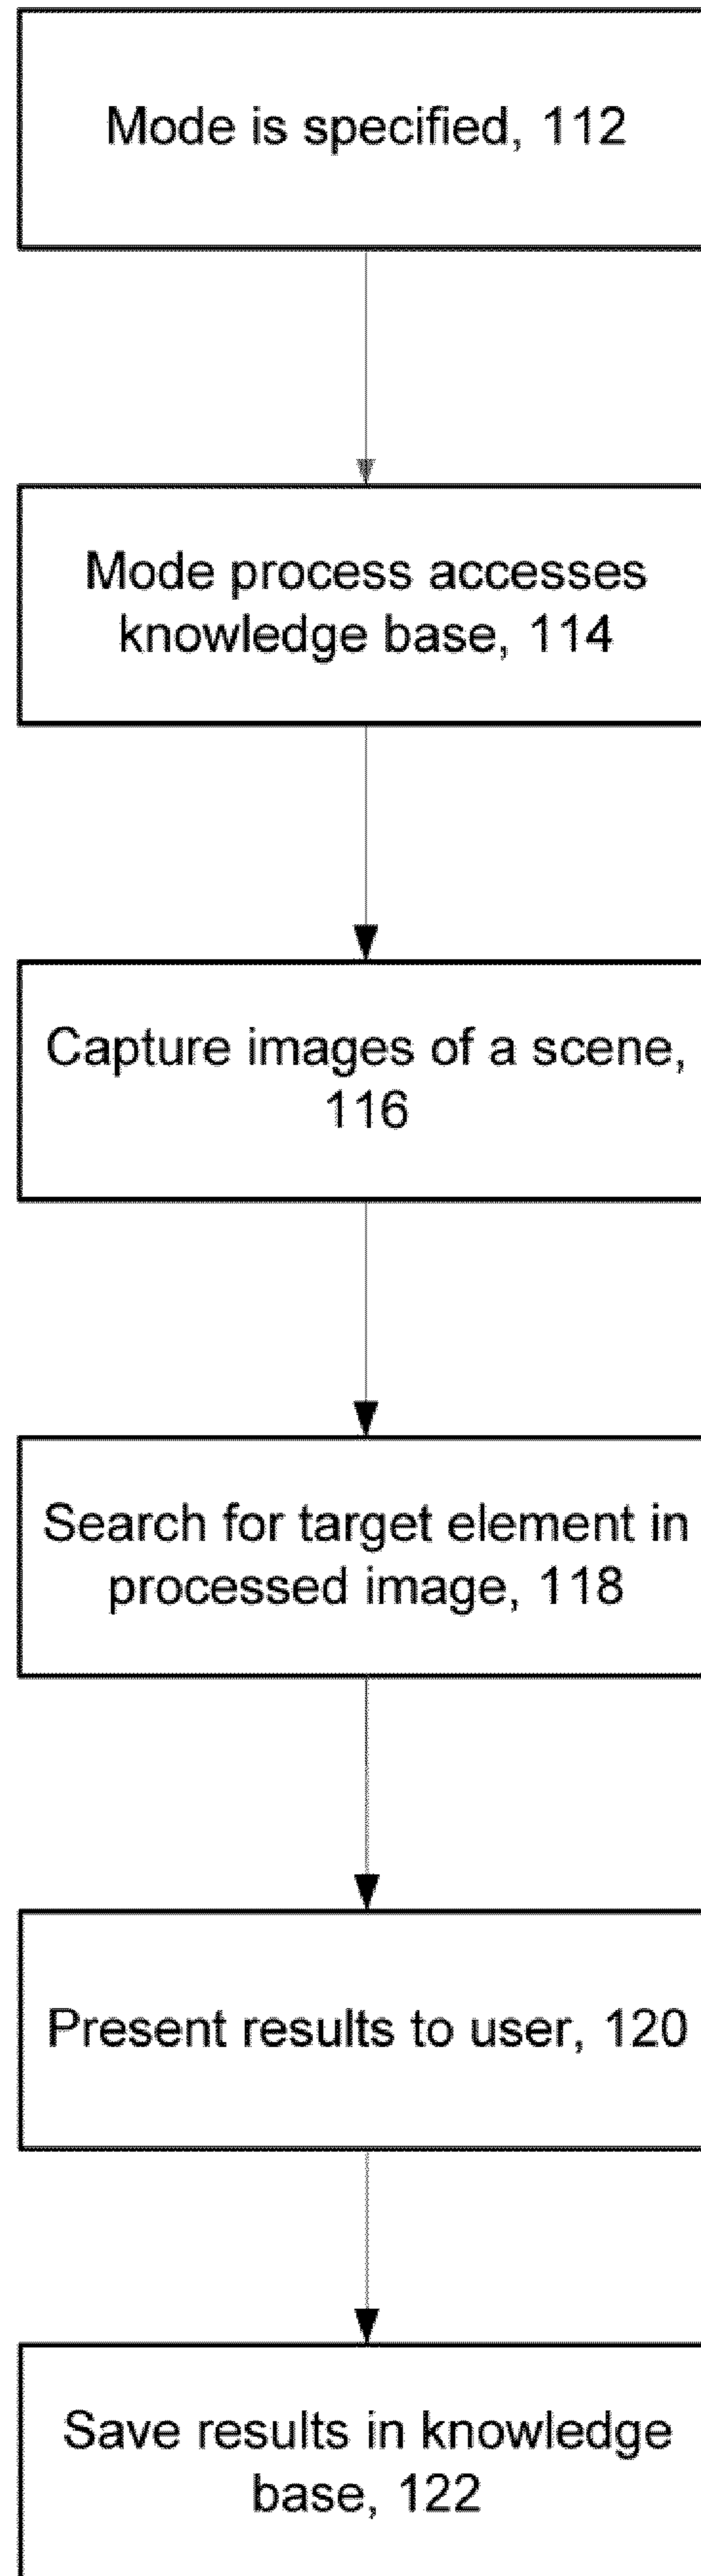 Mode is specified, 112
Mode process accesses
knowledge base, 114
Capture images of a scene,
116
Search for target element in
processed image, 118
Present results to user, 120
Save results in knowledge
base, 122